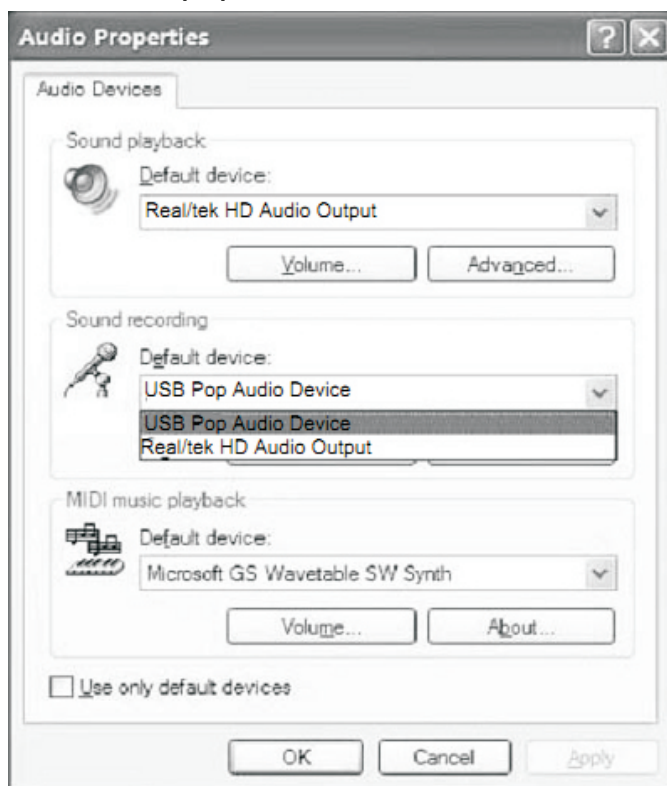 Audio Properties
Audio Devices
Sound playback
Default device:
Real/tek HD Audio Output
Volume... Advanced...
Sound recording
Default device:
USB Pop Audio Device
USB Pop Audio Device
Real/tek HD Audio Output
MIDI music playback
Default device:
Microsoft GS Wavetable SW Synth
Volume... About...
Use only default devices
OK Cancel Apply